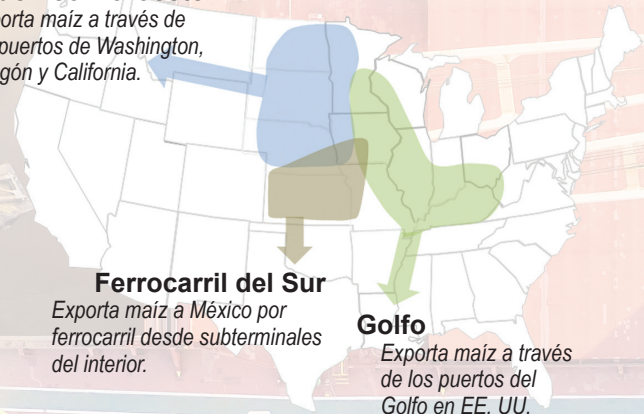 porta maíz a través de
puertos de Washington,
gón y California.
Ferrocarril del Sur
Exporta maíz a México por
ferrocarril desde subterminales
del interior.
Golfo
Exporta maíz a través
de los puertos del
Golfo en EE. UU.